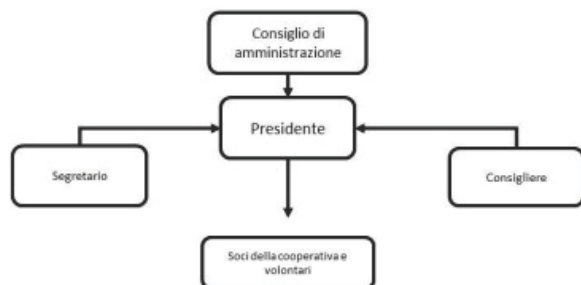 Consiglio di
amministrazione
Presidente
Segretario
Consigliere
Soci della cooperativa e
volontari